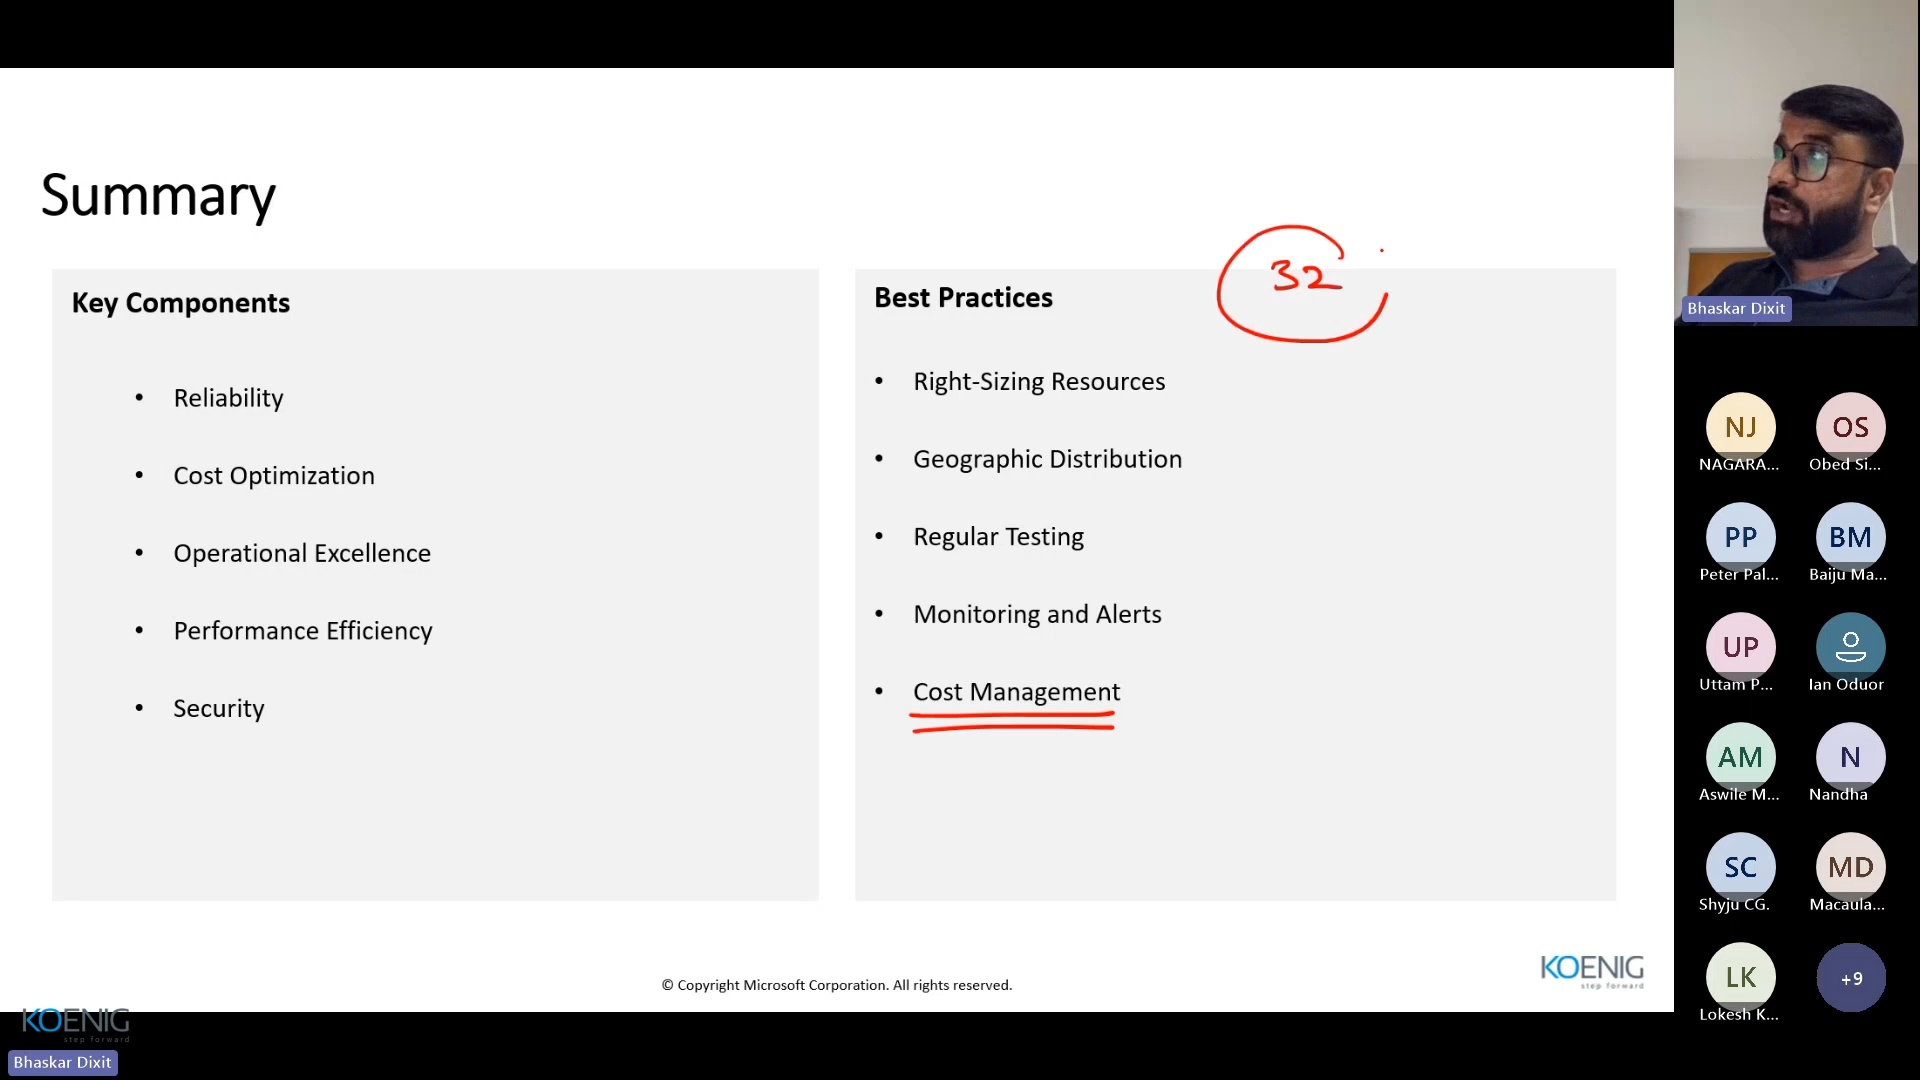 Summary
Key Components
• Reliability
• Cost Optimization
• Operational Excellence
• Performance Efficiency
• Security
32
Best Practices
• Right-Sizing Resources
• Geographic Distribution
• Regular Testing
• Monitoring and Alerts
• Cost Management
© Copyright Microsoft Corporation. All rights reserved.
KOENIG
step forward
KOENIG
step forward
Bhaskar Dixit
Bhaskar Dixit
NJ
NAGARA...
OS
Obed Si...
PP
Peter Pal...
BM
Baiju Ma...
UP
Uttam P...
Ian Oduor
AM
Aswile M...
N
Nandha
SC
Shyju CG.
MD
Macaula...
LK
Lokesh K...
+9